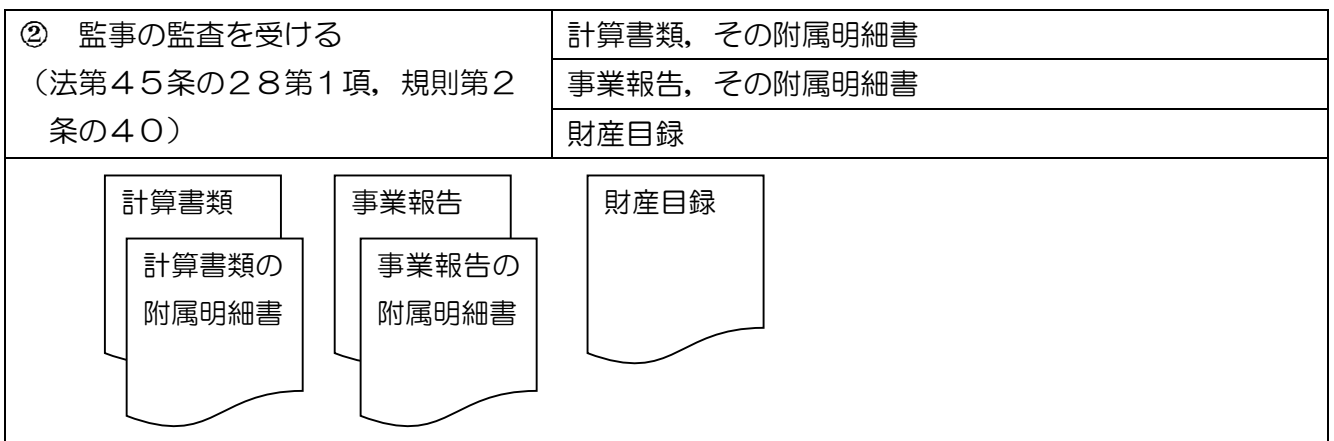 ② 監事の監査を受ける
(法第45条の28第1項,規則第2
条の40)
計算書類,その附属明細書
事業報告,その附属明細書
財産目録
計算書類
計算書類の
附属明細書
事業報告
事業報告の
附属明細書
財産目録